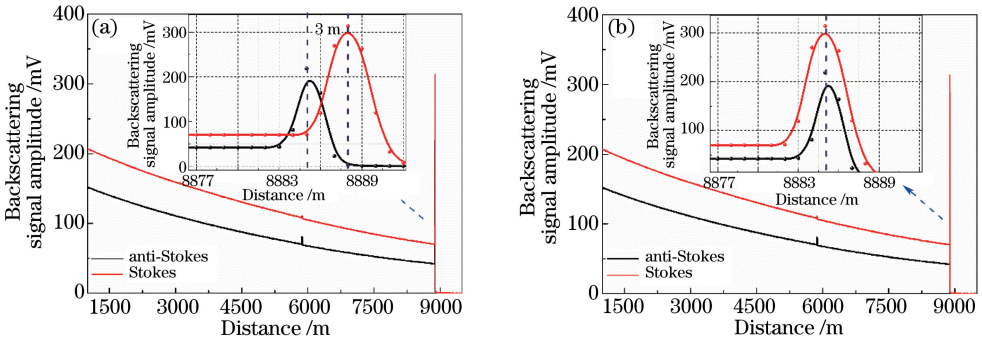 (a)
Backscattering
signal amplitude /mV
400
300
200
100
0
Backscattering
signal amplitude /mV
300
200
100
0
3 m
8877
8883
8889
Distance /m
anti-Stokes
Stokes
1500
3000
4500
6000
7500
9000
Distance /m
(b)
Backscattering
signal amplitude /mV
400
300
200
100
0
Backscattering
signal amplitude /mV
300
200
100
8877
8883
8889
Distance /m
anti-Stokes
Stokes
1500
3000
4500
6000
7500
9000
Distance /m